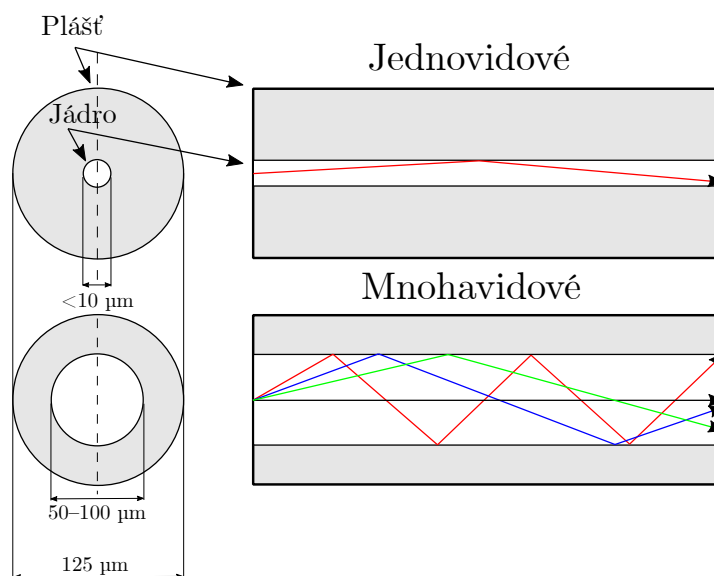 Plášť
Jednovidové
Jádro
<10 µm
Mnohavidové
50–100 µm
125 µm